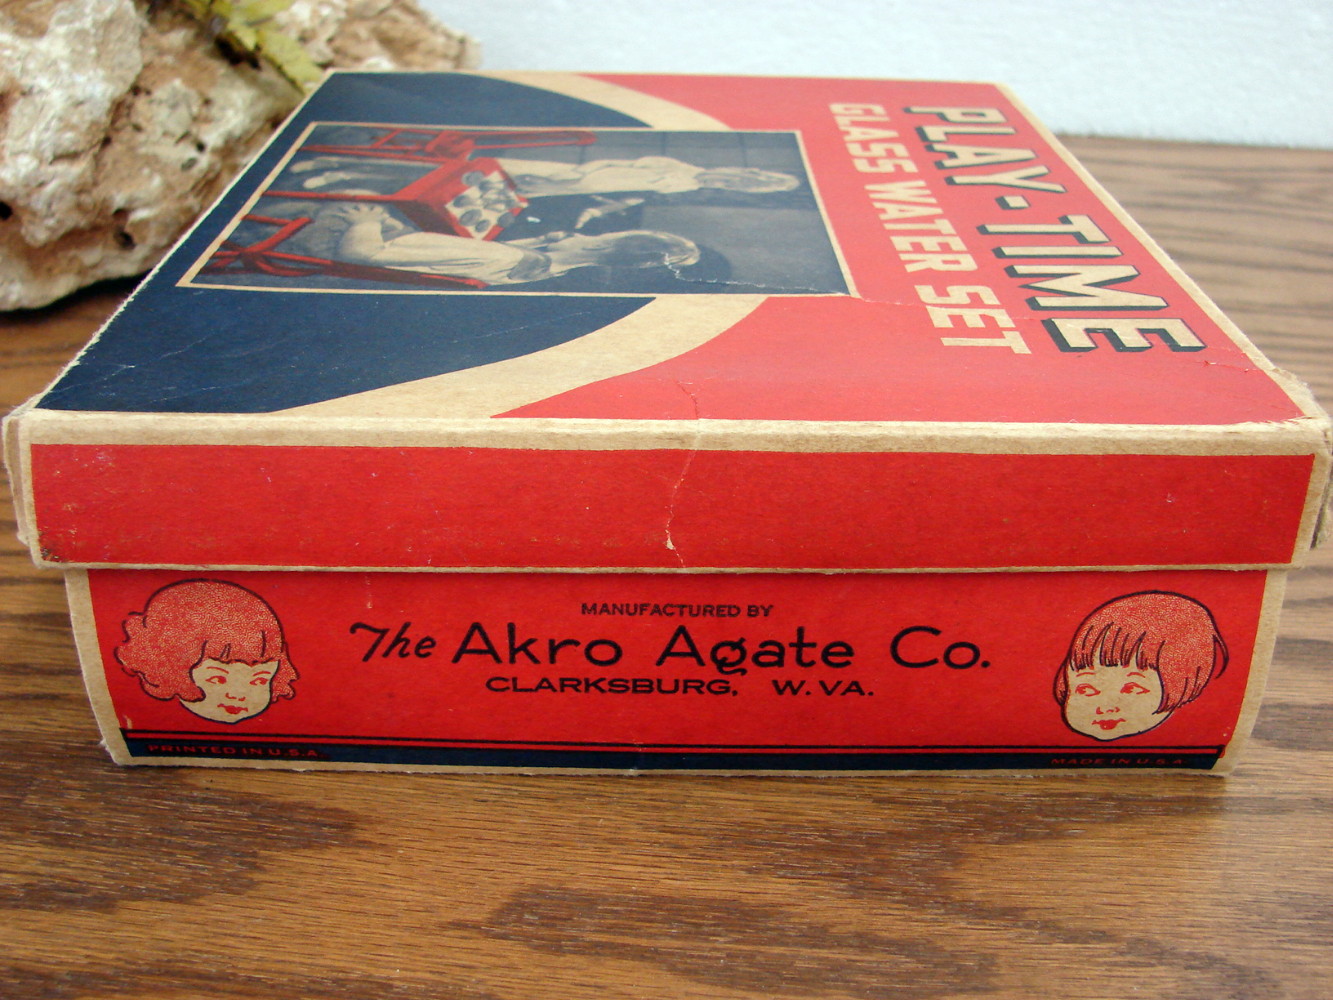 PLAY-TIME
GLASS WATER SET
MANUFACTURED BY
The Akro Agate Co.
CLARKSBURG, W. VA.
PRINTED IN U.S.A.
MADE IN U.S.A.